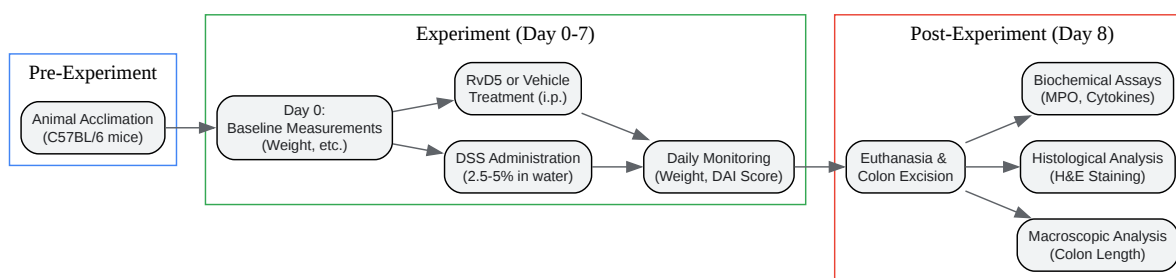 Pre-Experiment
Animal Acclimation
(C57BL/6 mice)
Experiment (Day 0-7)
Day 0:
Baseline Measurements
(Weight, etc.)
RvD5 or Vehicle
Treatment (i.p.)
DSS Administration
(2.5-5% in water)
Daily Monitoring
(Weight, DAI Score)
Post-Experiment (Day 8)
Euthanasia &
Colon Excision
Biochemical Assays
(MPO, Cytokines)
Histological Analysis
(H&E Staining)
Macroscopic Analysis
(Colon Length)